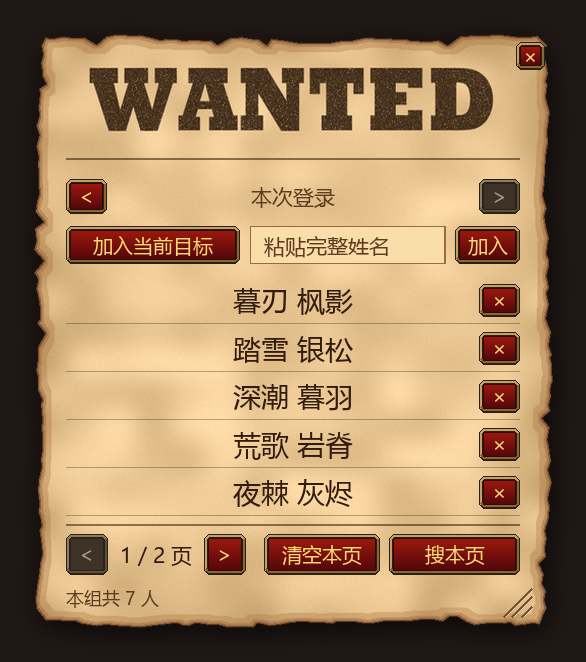 WANTED
×
< 本次登录 >
加入当前目标 粘贴完整姓名 加入
暮刃 枫影 ×
踏雪 银松 ×
深潮 暮羽 ×
荒歌 岩脊 ×
夜棘 灰烬 ×
< 1 / 2 页 > 清空本页 搜本页
本组共 7 人